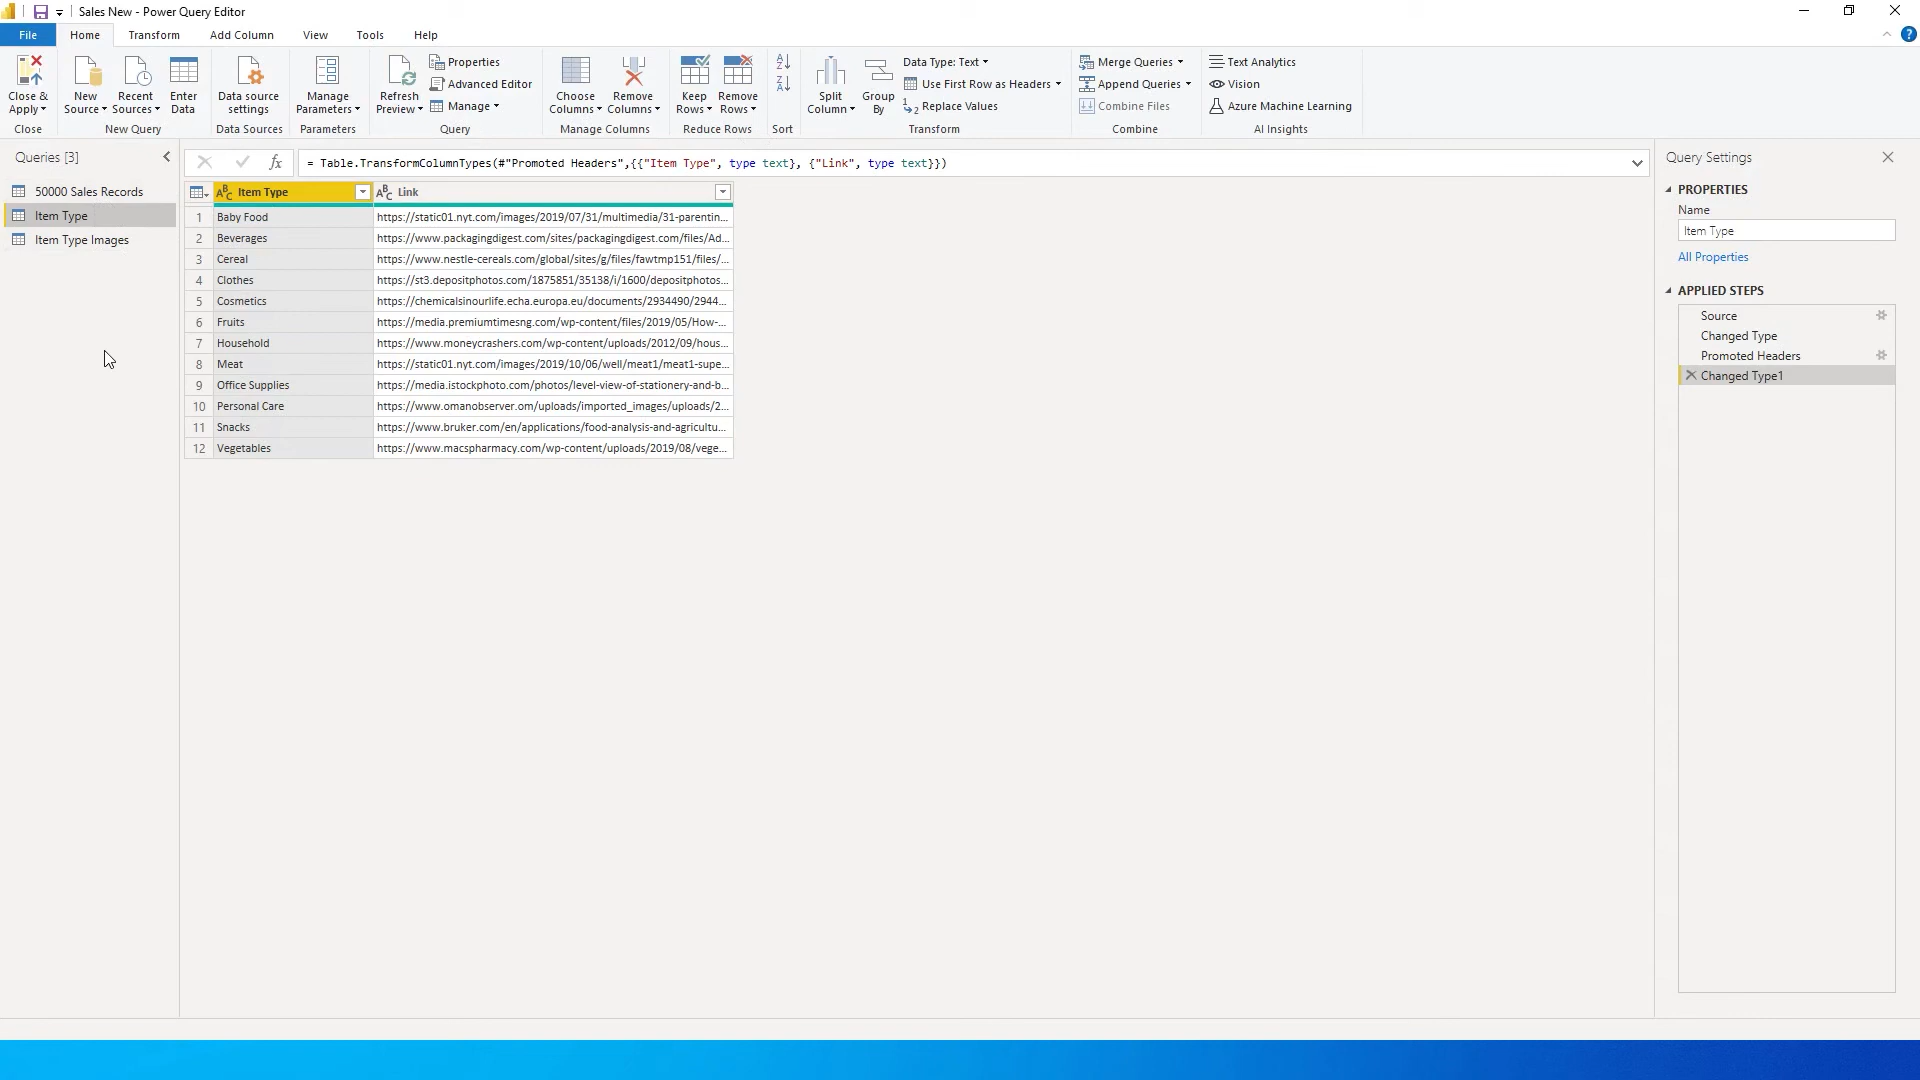 Sales New - Power Query Editor
File Home Transform Add Column View Tools Help
Close & Apply
Close
New Source
Recent Sources
Enter Data
New Query
Data source settings
Data Sources
Manage Parameters
Parameters
Refresh Preview
Properties
Advanced Editor
Manage
Query
Choose Columns
Remove Columns
Manage Columns
Keep Rows
Remove Rows
Reduce Rows
Sort
Split Column
Group By
Data Type: Text
Use First Row as Headers
Replace Values
Transform
Merge Queries
Append Queries
Combine Files
Combine
Text Analytics
Vision
Azure Machine Learning
AI Insights
Queries [3]
50000 Sales Records
Item Type
Item Type Images
= Table.TransformColumnTypes(#"Promoted Headers",{{"Item Type", type text}, {"Link", type text}})
Item Type Link
1 Baby Food https://static01.nyt.com/images/2019/07/31/multimedia/31-parentin...
2 Beverages https://www.packagingdigest.com/sites/packagingdigest.com/files/Ad...
3 Cereal https://www.nestle-cereals.com/global/sites/g/files/fawtmp151/files/...
4 Clothes https://st3.depositphotos.com/1875851/35138/i/1600/depositphotos...
5 Cosmetics https://chemicalsinourlife.echa.europa.eu/documents/2934490/2944...
6 Fruits https://media.premiumtimesng.com/wp-content/files/2019/05/How-...
7 Household https://www.moneycrashers.com/wp-content/uploads/2012/09/hous...
8 Meat https://static01.nyt.com/images/2019/10/06/well/meat1/meat1-supe...
9 Office Supplies https://media.istockphoto.com/photos/level-view-of-stationery-and-b...
10 Personal Care https://www.omanobserver.om/uploads/imported_images/uploads/2...
11 Snacks https://www.bruker.com/en/applications/food-analysis-and-agricultu...
12 Vegetables https://www.macspharmacy.com/wp-content/uploads/2019/08/vege...
Query Settings
PROPERTIES
Name
Item Type
All Properties
APPLIED STEPS
Source
Changed Type
Promoted Headers
Changed Type1